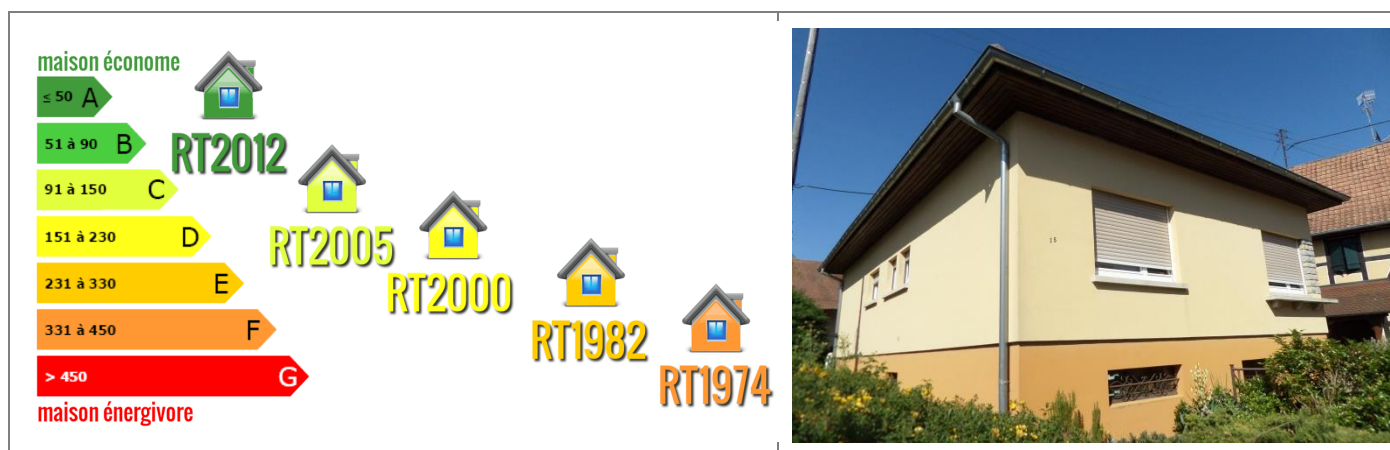 maison économe
≤ 50 A
51 à 90 B
91 à 150 C
151 à 230 D
231 à 330 E
331 à 450 F
> 450 G
maison énergivore
RT2012
RT2005
RT2000
RT1982
RT1974
15